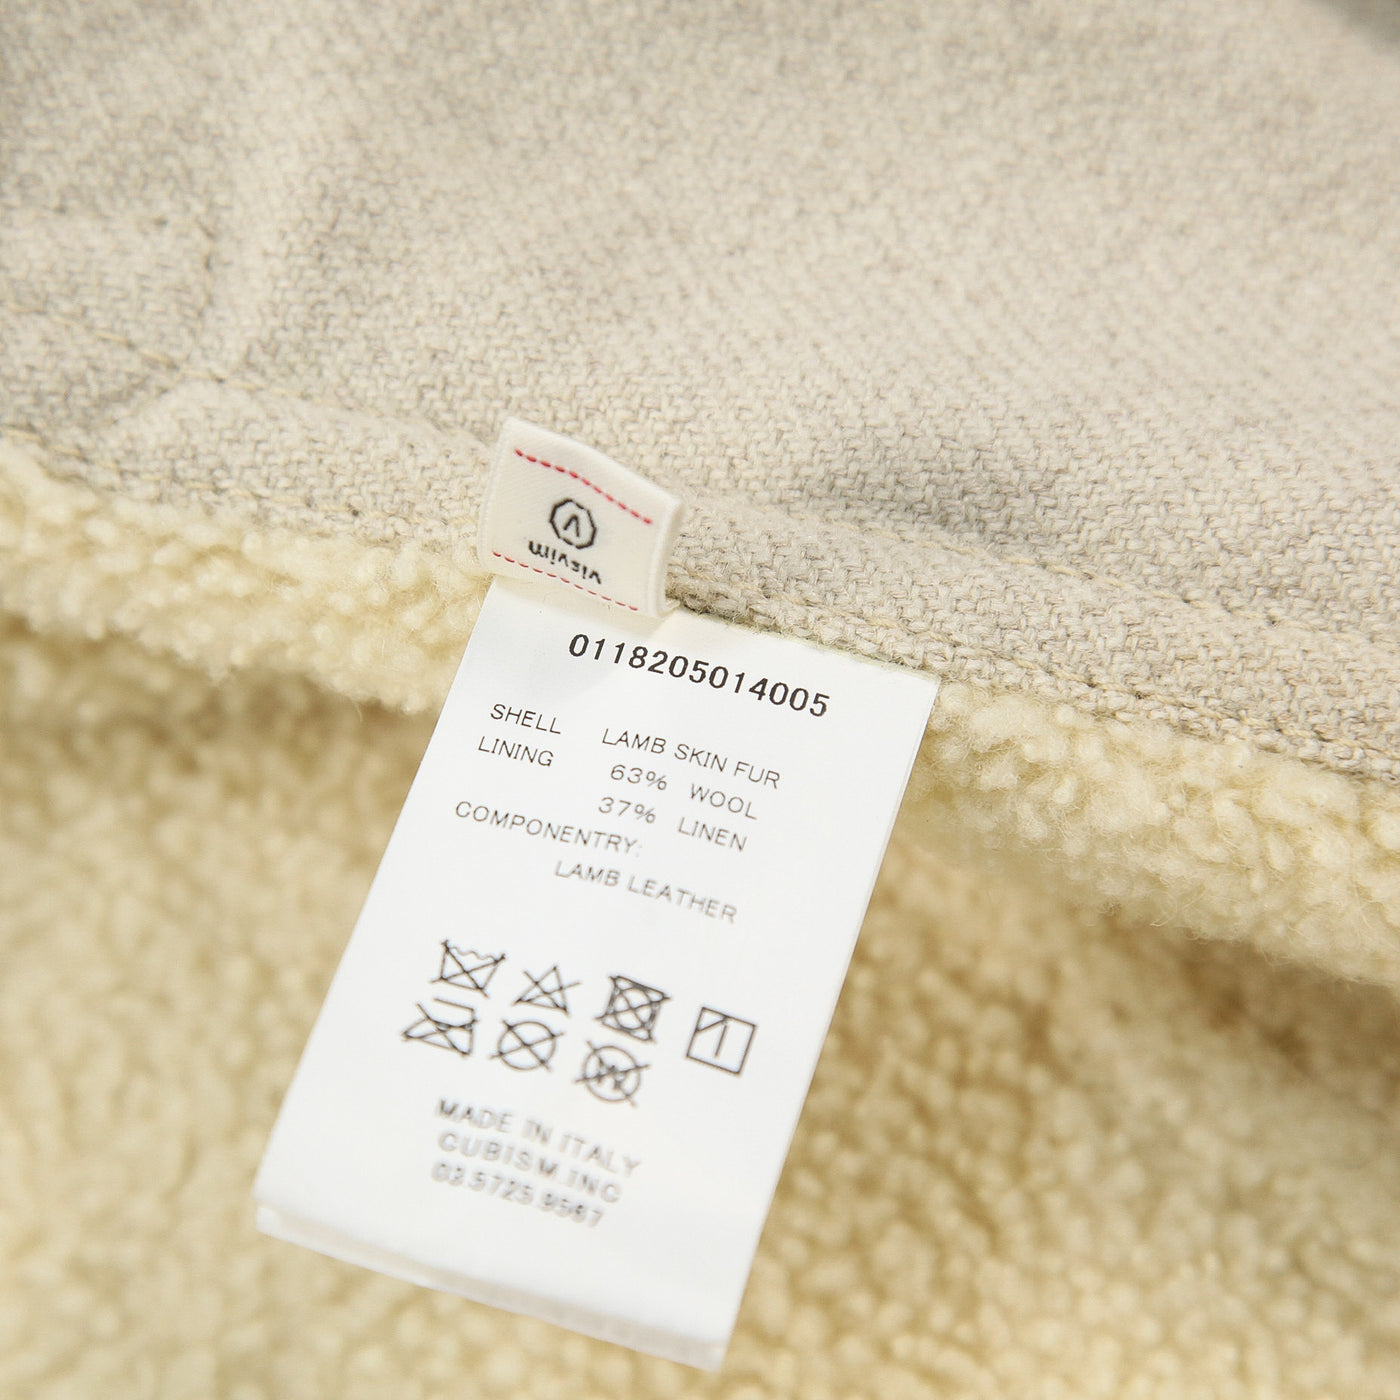 visvim
0118205014005
SHELL LAMB SKIN FUR
LINING 63% WOOL
37% LINEN
COMPONENTRY:
LAMB LEATHER
MADE IN ITALY
CUBISM.INC
03.5725.9567